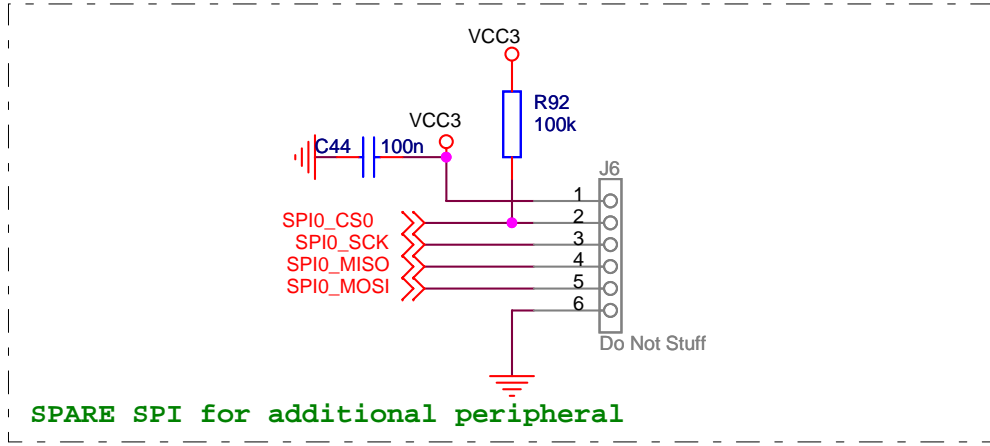 VCC3
R92
100k
VCC3
C44 100n
J6
1
SPI0_CS0 2
SPI0_SCK 3
SPI0_MISO 4
SPI0_MOSI 5
6
Do Not Stuff
SPARE SPI for additional peripheral